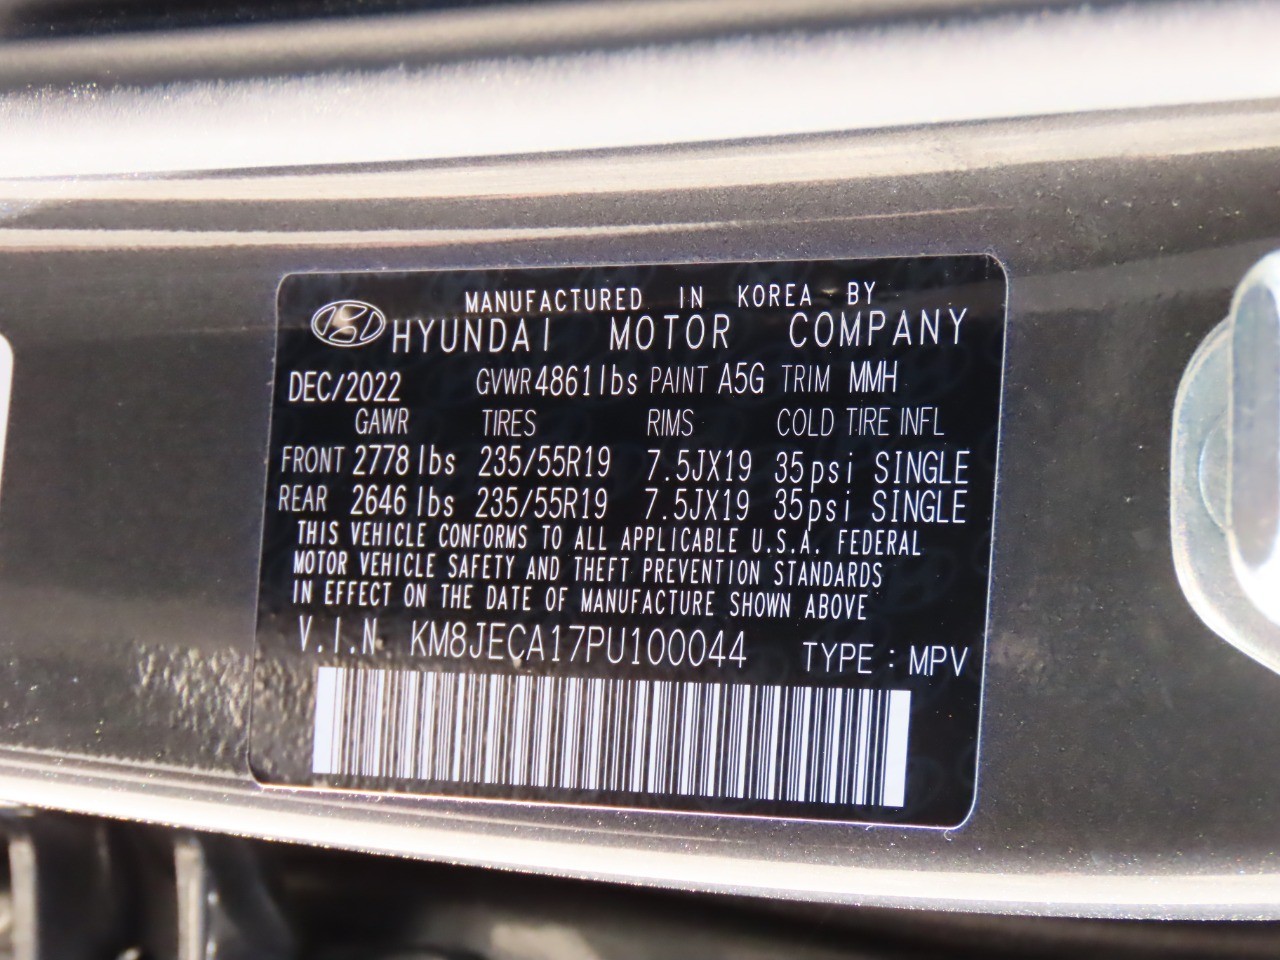 MANUFACTURED IN KOREA BY
HYUNDAI MOTOR COMPANY
DEC/2022 GVWR 4861lbs PAINT A5G TRIM MMH
GAWR TIRES RIMS COLD TIRE INFL
FRONT 2778 lbs 235/55R19 7.5JX19 35psi SINGLE
REAR 2646 lbs 235/55R19 7.5JX19 35psi SINGLE
THIS VEHICLE CONFORMS TO ALL APPLICABLE U.S.A. FEDERAL
MOTOR VEHICLE SAFETY AND THEFT PREVENTION STANDARDS
IN EFFECT ON THE DATE OF MANUFACTURE SHOWN ABOVE
V.I.N KM8JECA17PU100044 TYPE : MPV